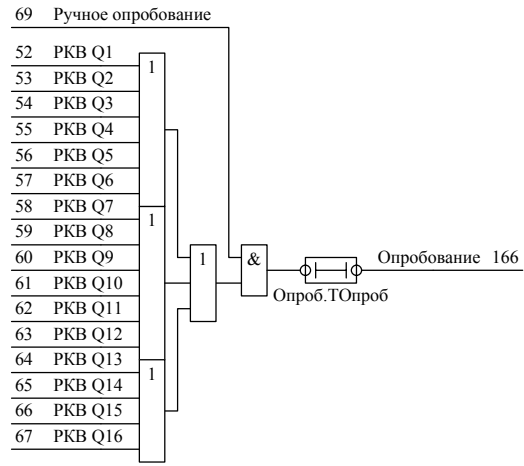 69 Ручное опробование
52 РКВ Q1
1
53 РКВ Q2
54 РКВ Q3
55 РКВ Q4
56 РКВ Q5
57 РКВ Q6
58 РКВ Q7
1
59 РКВ Q8
60 РКВ Q9
1
&
Опробование 166
61 РКВ Q10
Опроб.ТОпроб
62 РКВ Q11
63 РКВ Q12
64 РКВ Q13
1
65 РКВ Q14
66 РКВ Q15
67 РКВ Q16